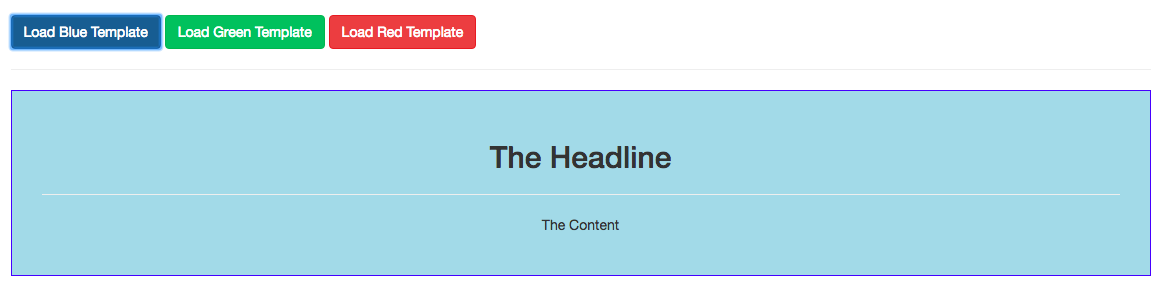 Load Blue Template Load Green Template Load Red Template
The Headline
The Content